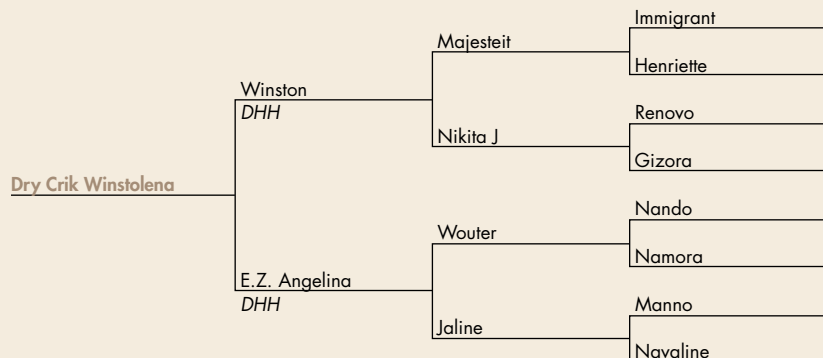 Immigrant
Majesteit
Henriette
Winston
DHH
Renovo
Nikita J
Gizora
Dry Crik Winstolena
Nando
Wouter
Namora
E.Z. Angelina
DHH
Manno
Jaline
Navaline